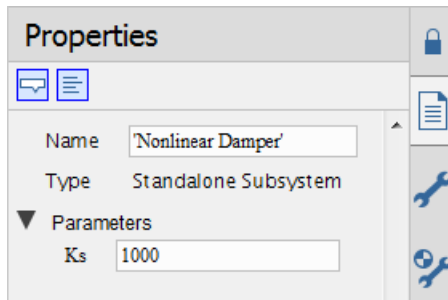 Properties
Name 'Nonlinear Damper'
Type Standalone Subsystem
Parameters
Ks 1000